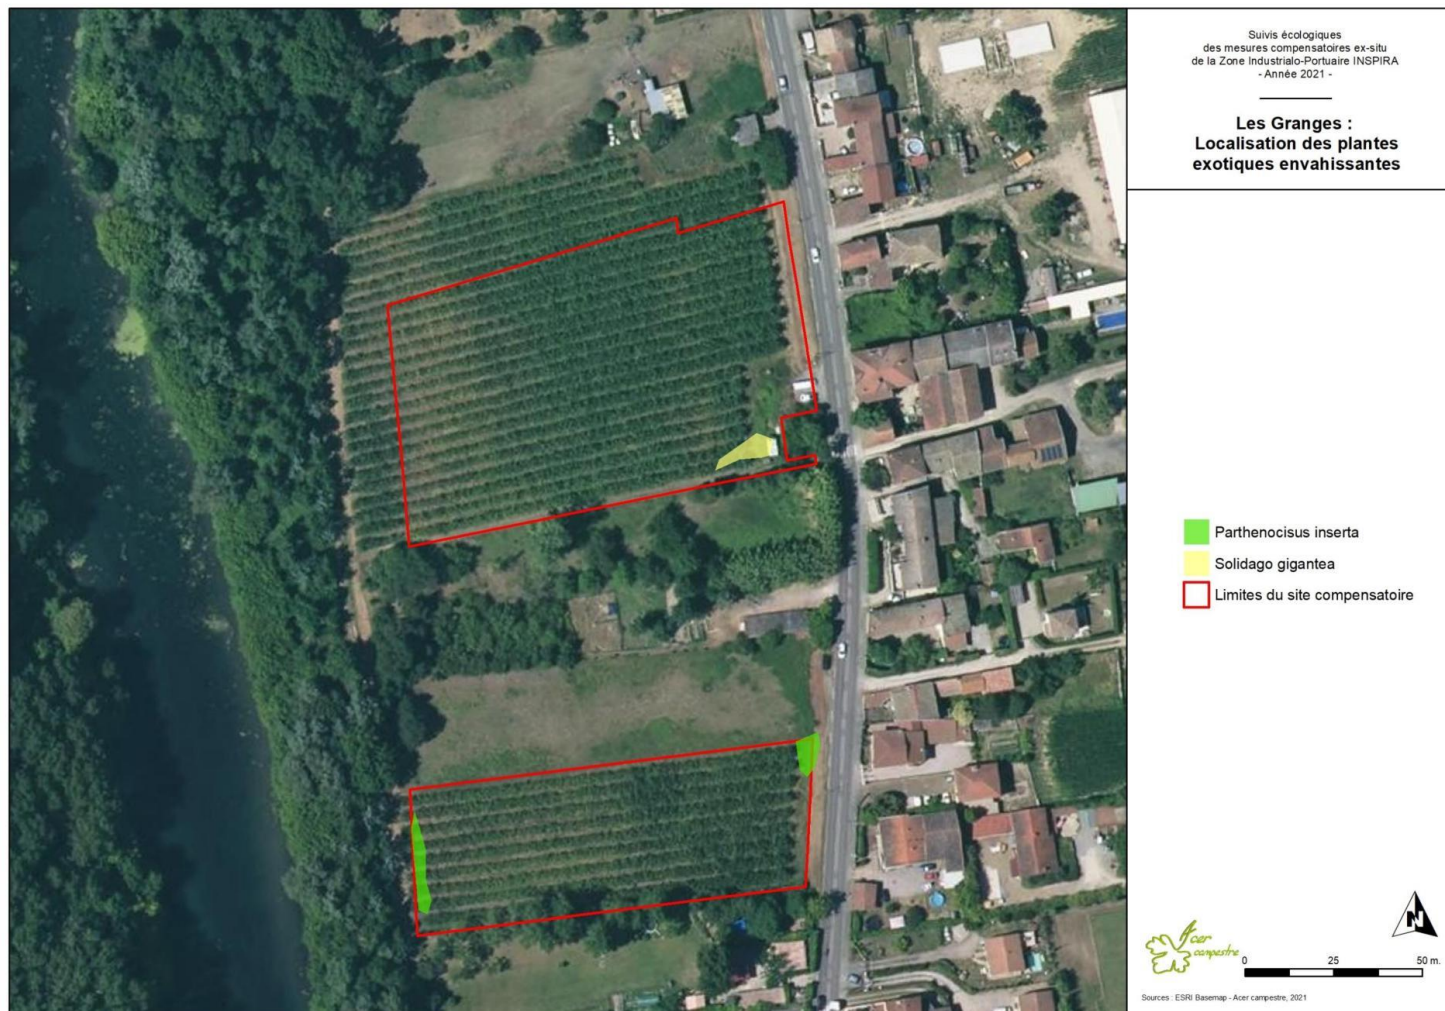 Suivis écologiques
des mesures compensatoires ex-situ
de la Zone Industrialo-Portuaire INSPIRA
- Année 2021 -
Les Granges :
Localisation des plantes
exotiques envahissantes
Parthenocisus inserta
Solidago gigantea
Limites du site compensatoire
N
Acer
campestre
0 25 50 m.
Sources : ESRI Basemap - Acer campestre, 2021